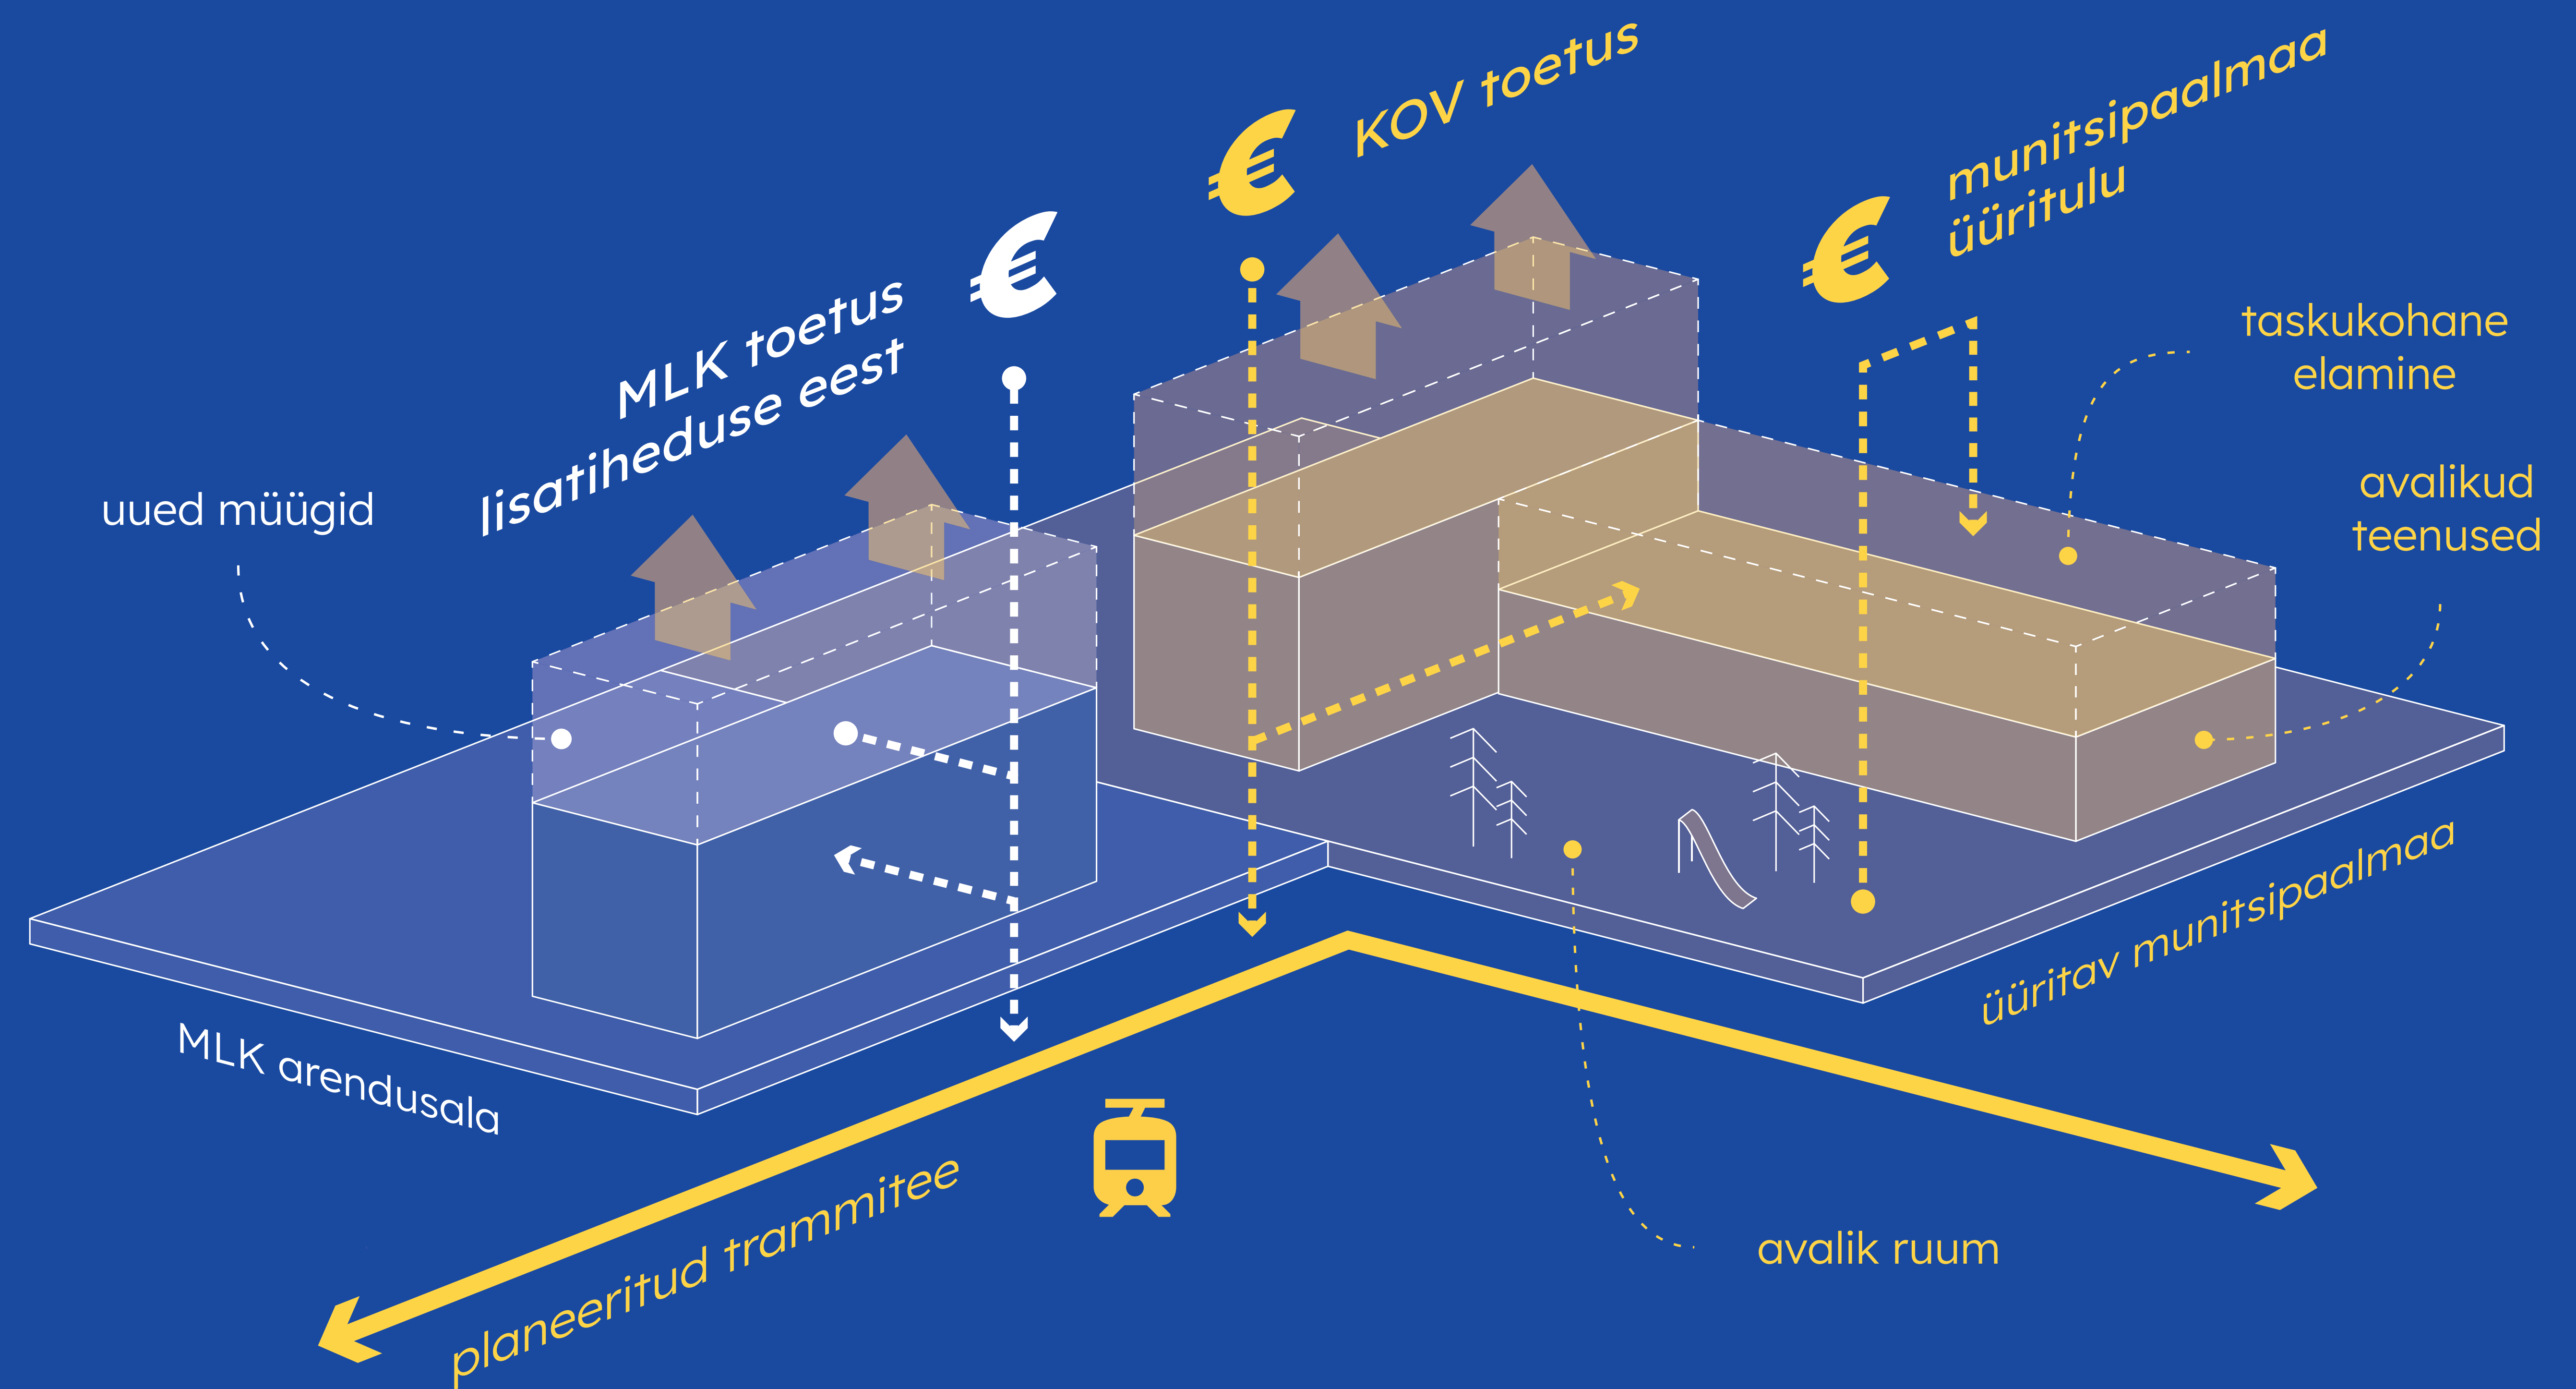 KOV toetus
munitsipaalmaa
üüritulu
MLK toetus
lisatiheduse eest
taskukohane
elamine
avalikud
teenused
uued müügid
üüritav munitsipaalmaa
MLK arendusala
planeeritud trammitee
avalik ruum
€
€
€